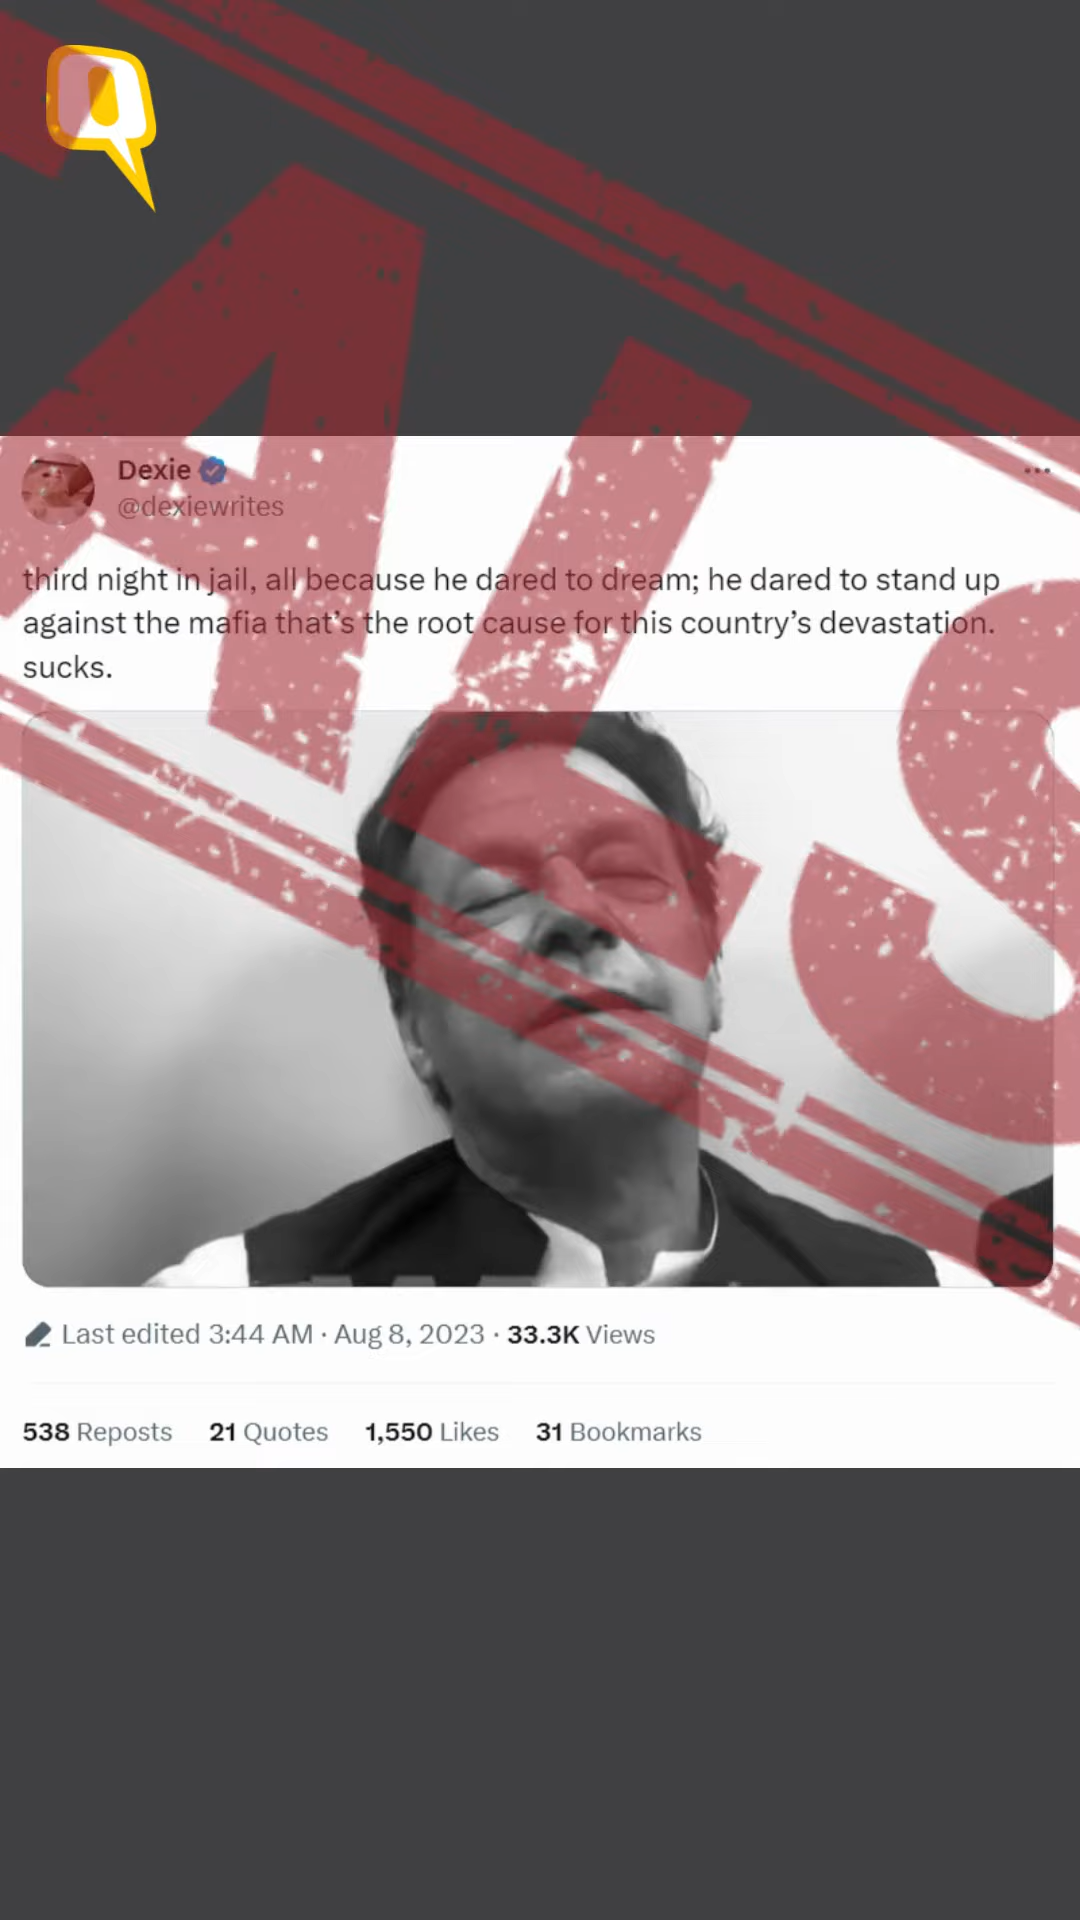 ALS
Dexie
@dexiewrites
third night in jail, all because he dared to dream; he dared to stand up
against the mafia that’s the root cause for this country’s devastation.
sucks.
Last edited 3:44 AM · Aug 8, 2023 · 33.3K Views
538 Reposts 21 Quotes 1,550 Likes 31 Bookmarks